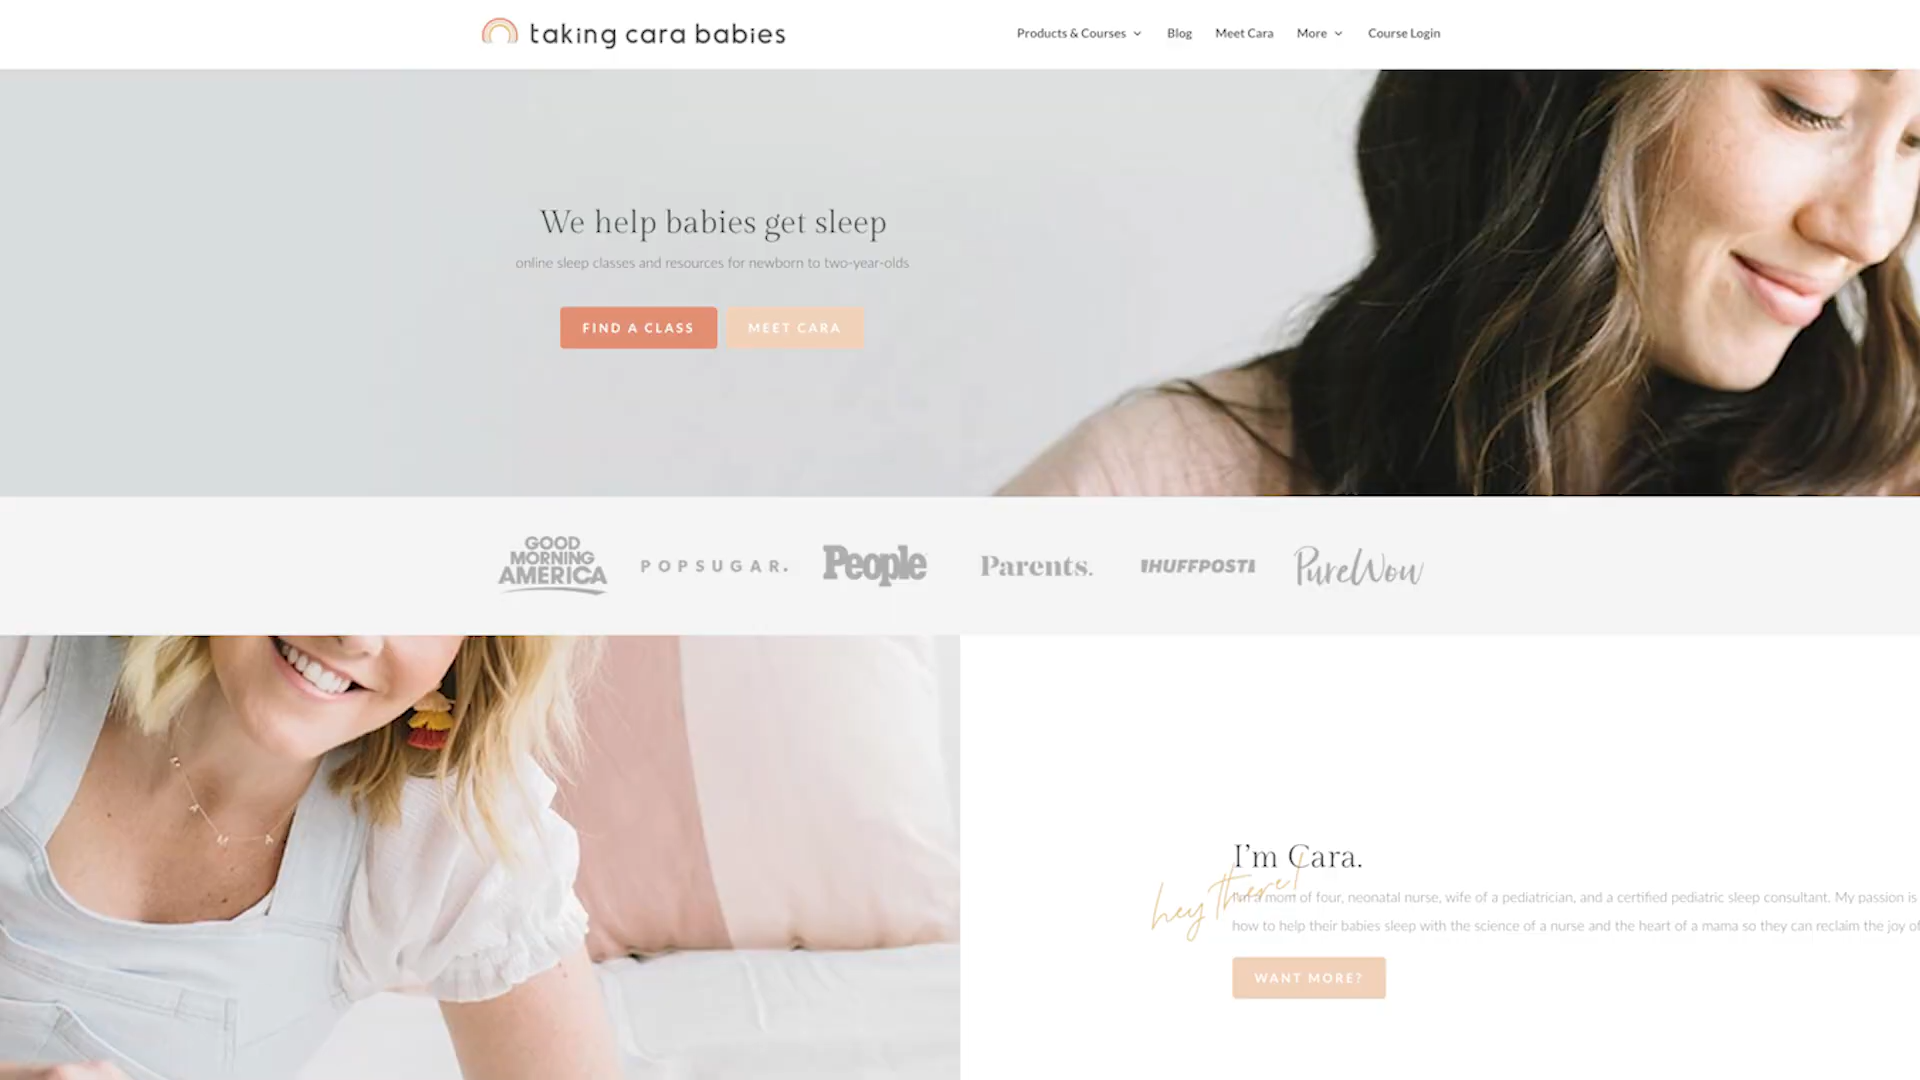 taking cara babies
Products & Courses
Blog
Meet Cara
More
Course Login
We help babies get sleep
online sleep classes and resources for newborn to two-year-olds
FIND A CLASS
MEET CARA
GOOD
MORNING
AMERICA
POPSUGAR.
People
Parents.
HUFFPOST
PureWow
I'm Cara.
hey there!
I'm a mom of four, neonatal nurse, wife of a pediatrician, and a certified pediatric sleep consultant. My passion is
how to help their babies sleep with the science of a nurse and the heart of a mama so they can reclaim the joy of
WANT MORE?